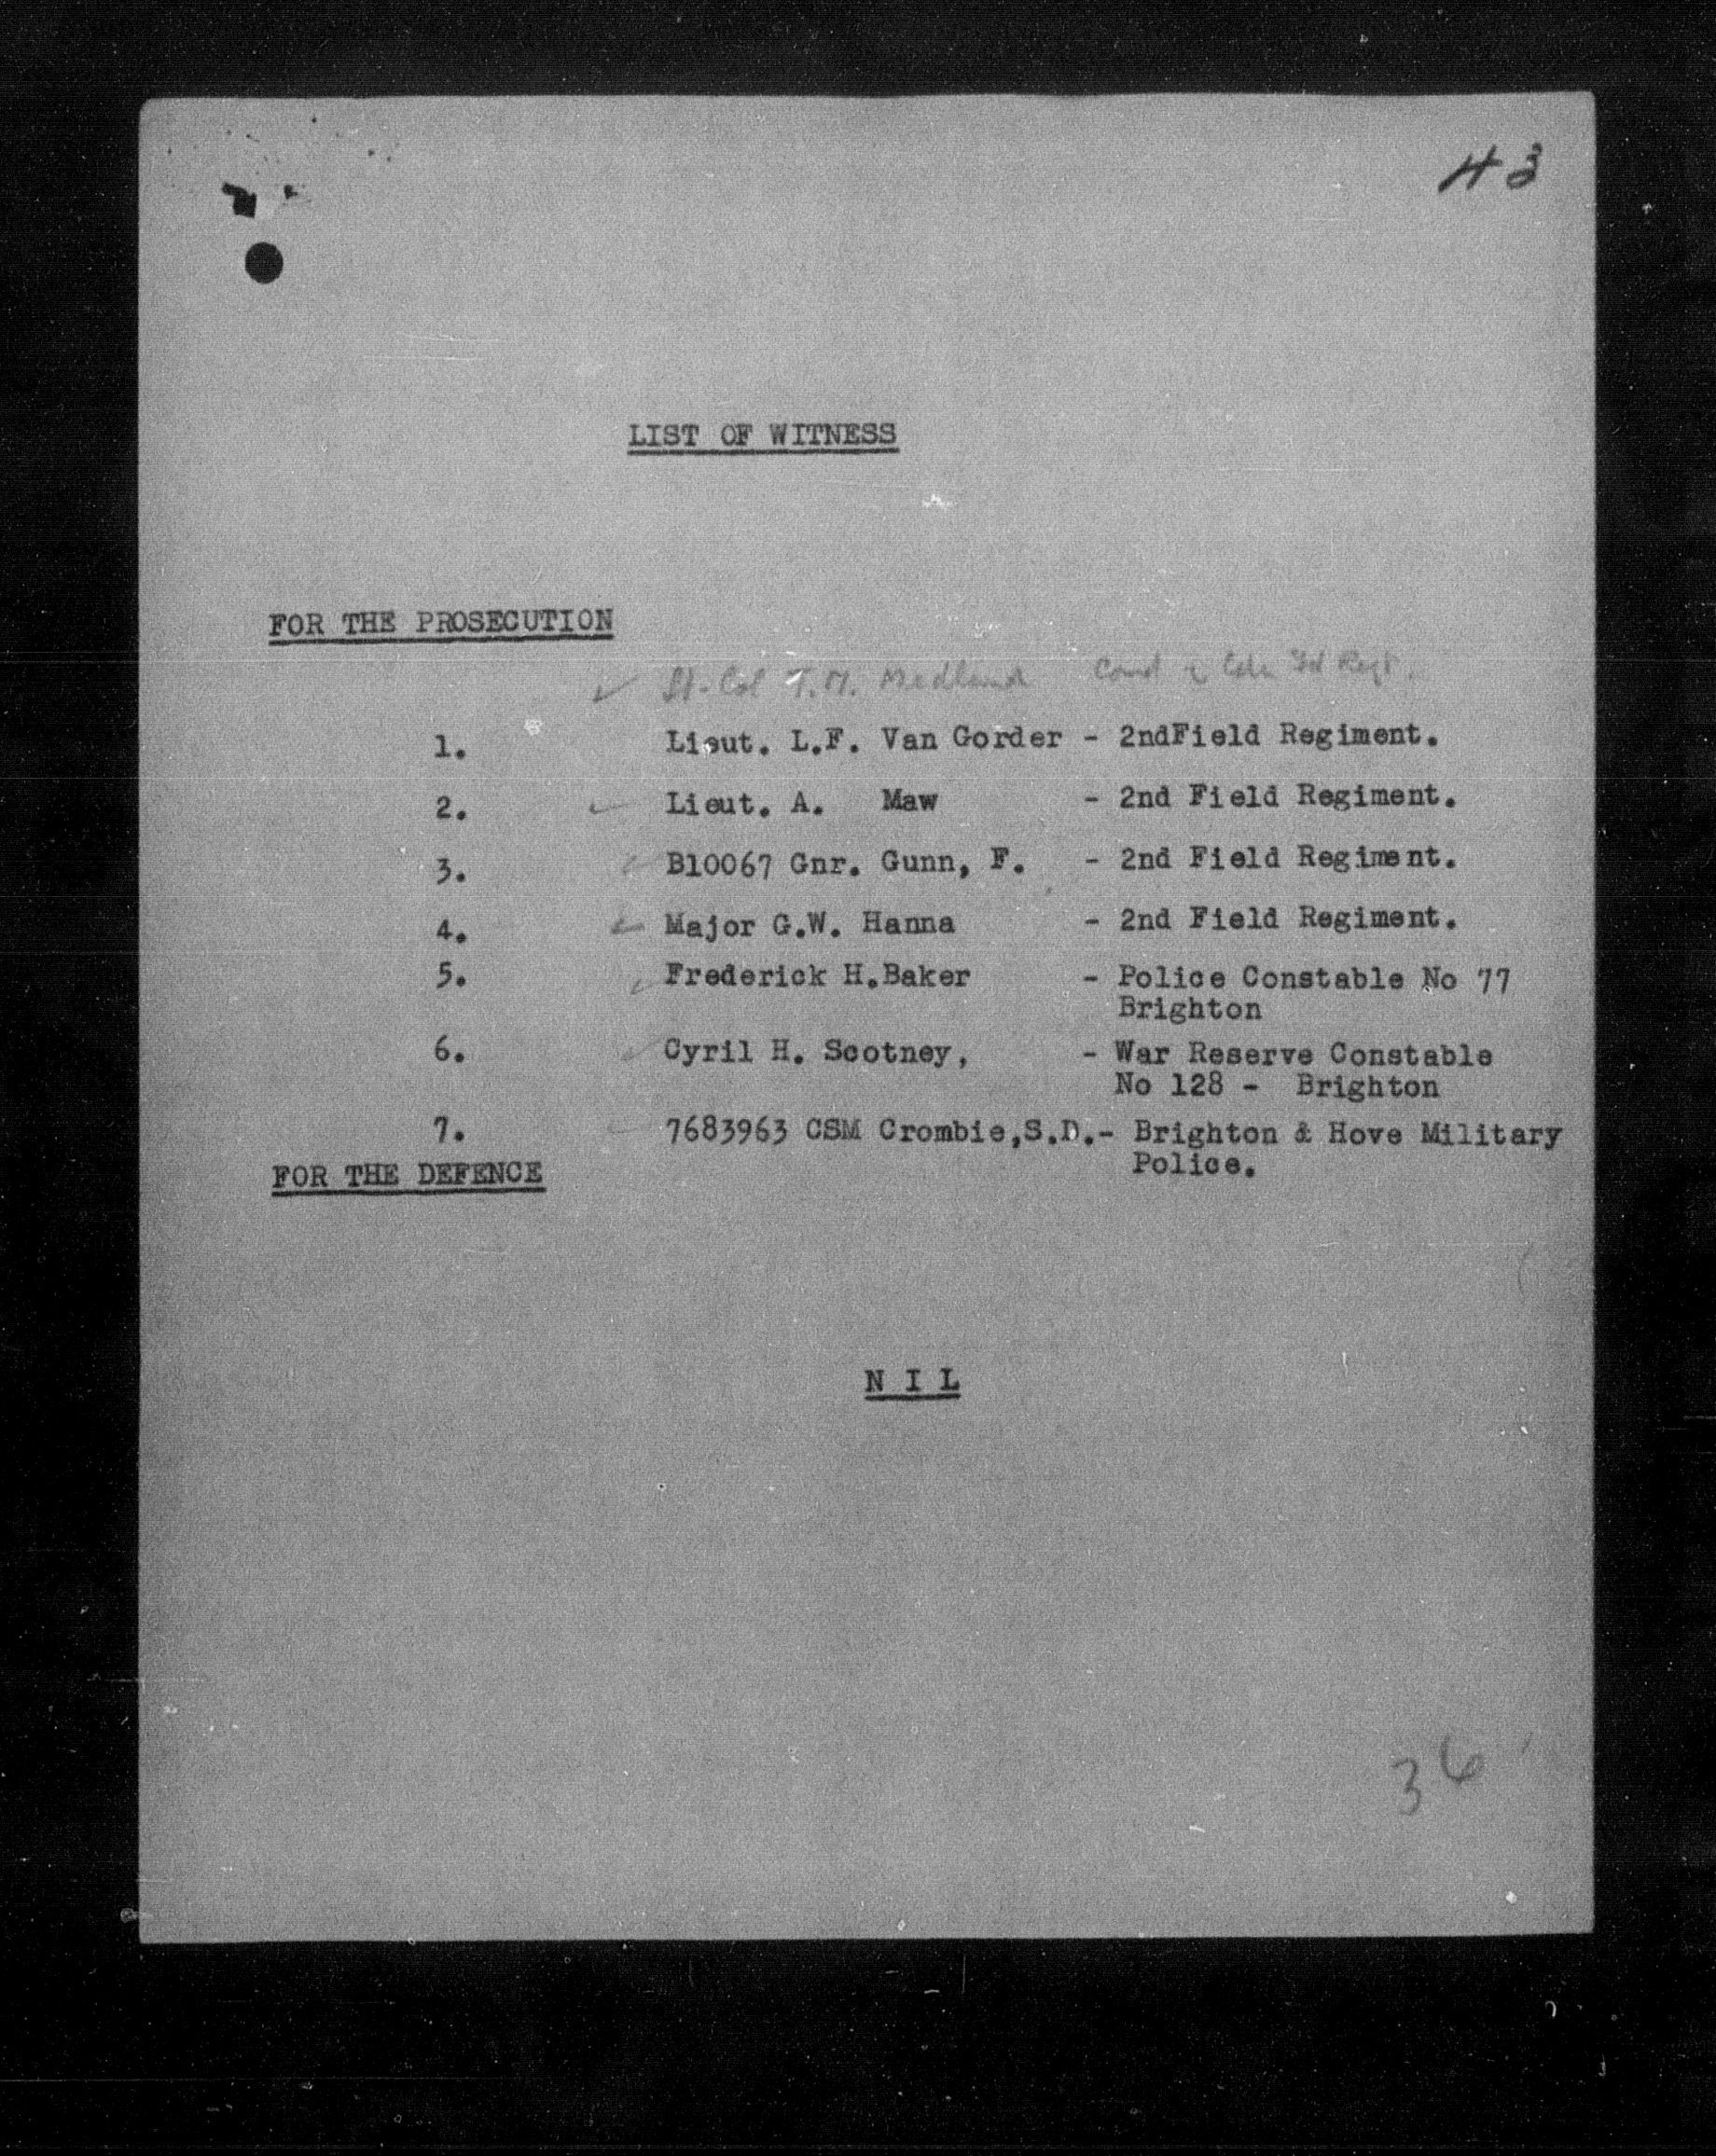 43
LIST OF WITNESS
FOR THE PROSECUTION
✓ Lt-Col T.M. Medland Comd 2 Cdn Fd Regt.
1. Lieut. L.F. Van Gorder - 2ndField Regiment.
2. ✓ Lieut. A. Maw - 2nd Field Regiment.
3. ✓ B10067 Gnr. Gunn, F. - 2nd Field Regiment.
4. ✓ Major G.W. Hanna - 2nd Field Regiment.
5. ✓ Frederick H.Baker - Police Constable No 77
Brighton
6. ✓ Cyril H. Scotney, - War Reserve Constable
No 128 - Brighton
7. 7683963 CSM Crombie,S.D.- Brighton & Hove Military
Police.
FOR THE DEFENCE
N I L
36